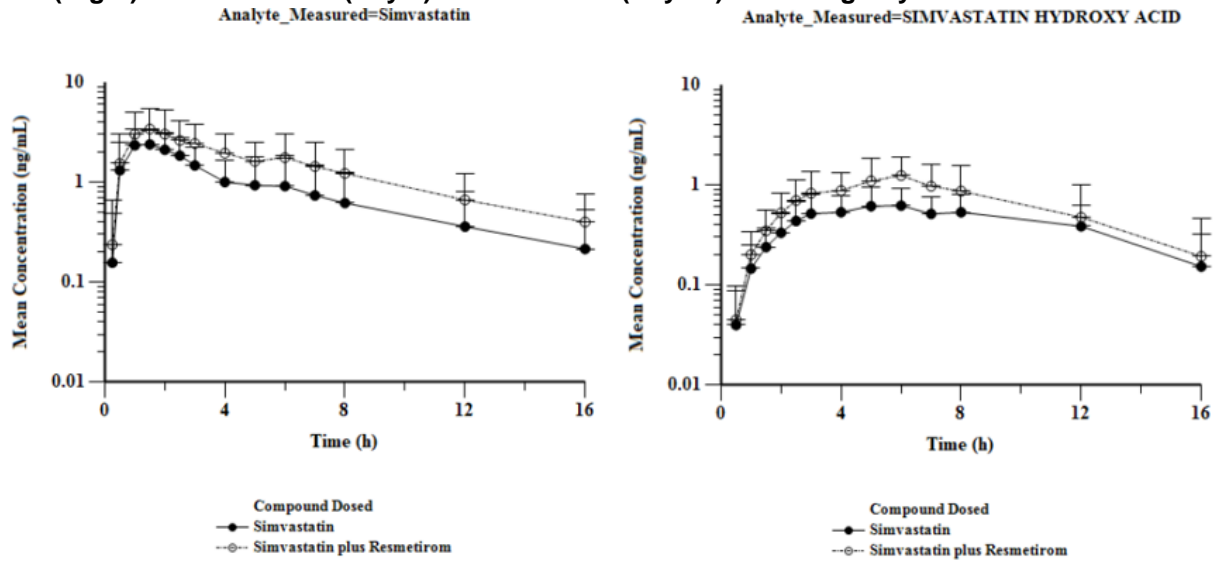 Analyte_Measured=Simvastatin
Mean Concentration (ng/mL)
10
1
0.1
0.01
0
4
8
12
16
Time (h)
Compound Dosed
Simvastatin
Simvastatin plus Resmetirom
Analyte_Measured=SIMVASTATIN HYDROXY ACID
Mean Concentration (ng/mL)
10
1
0.1
0.01
0
4
8
12
16
Time (h)
Compound Dosed
Simvastatin
Simvastatin plus Resmetirom